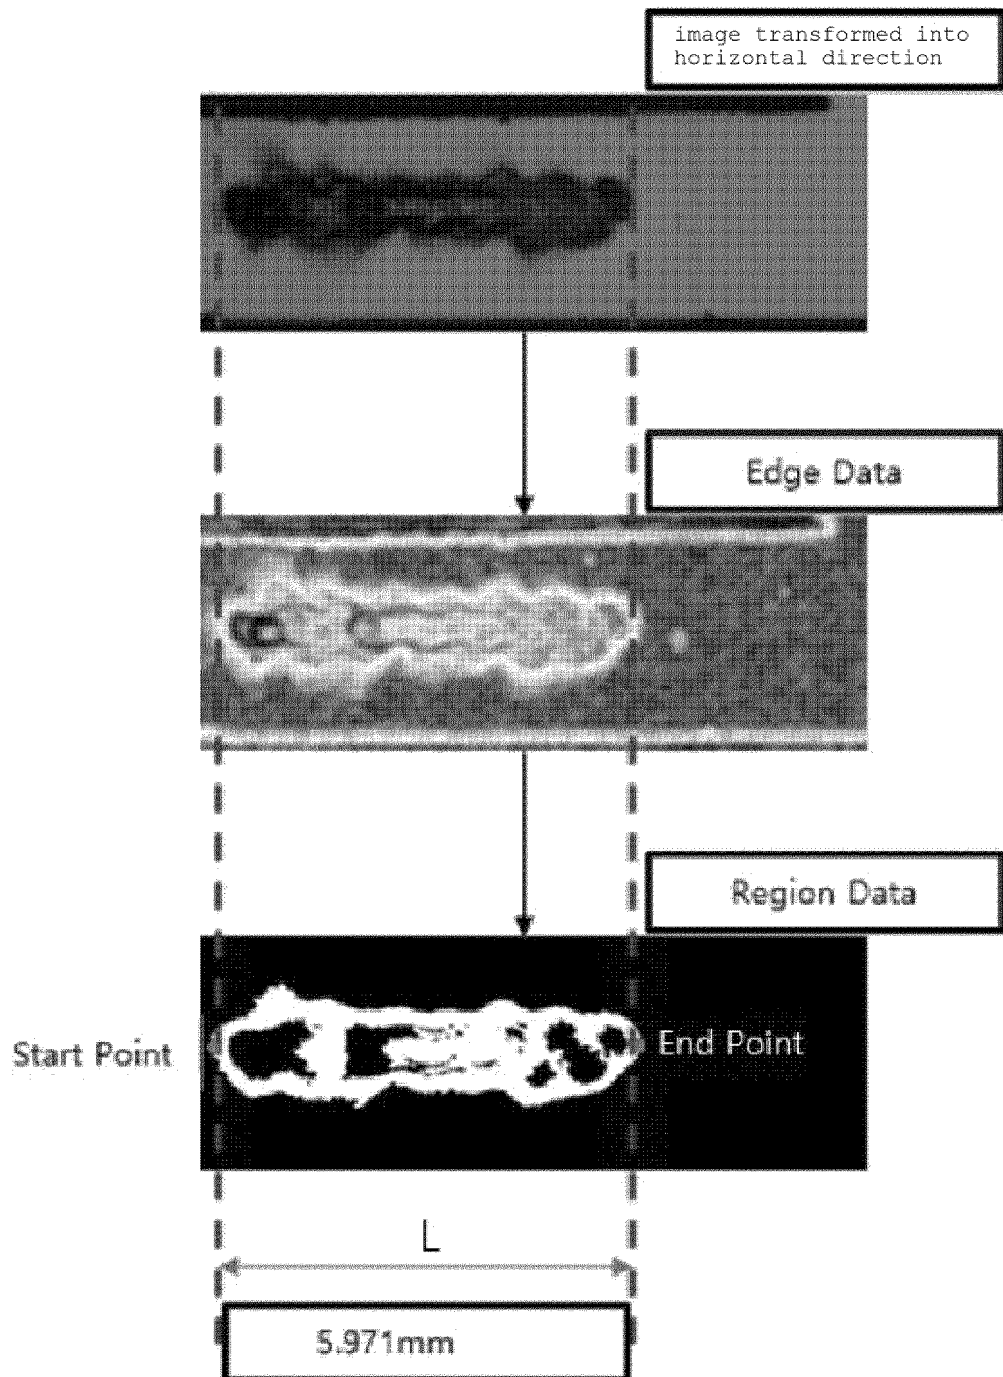 image transformed into
horizontal direction
Edge Data
Region Data
Start Point
End Point
L
5.971mm